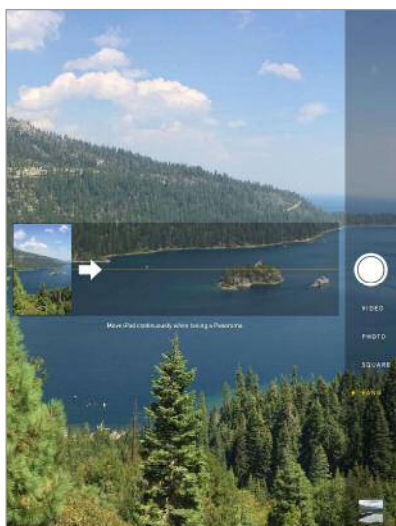 Move iPad continuously when taking a Panorama.
VIDEO
PHOTO
SQUARE
PANO